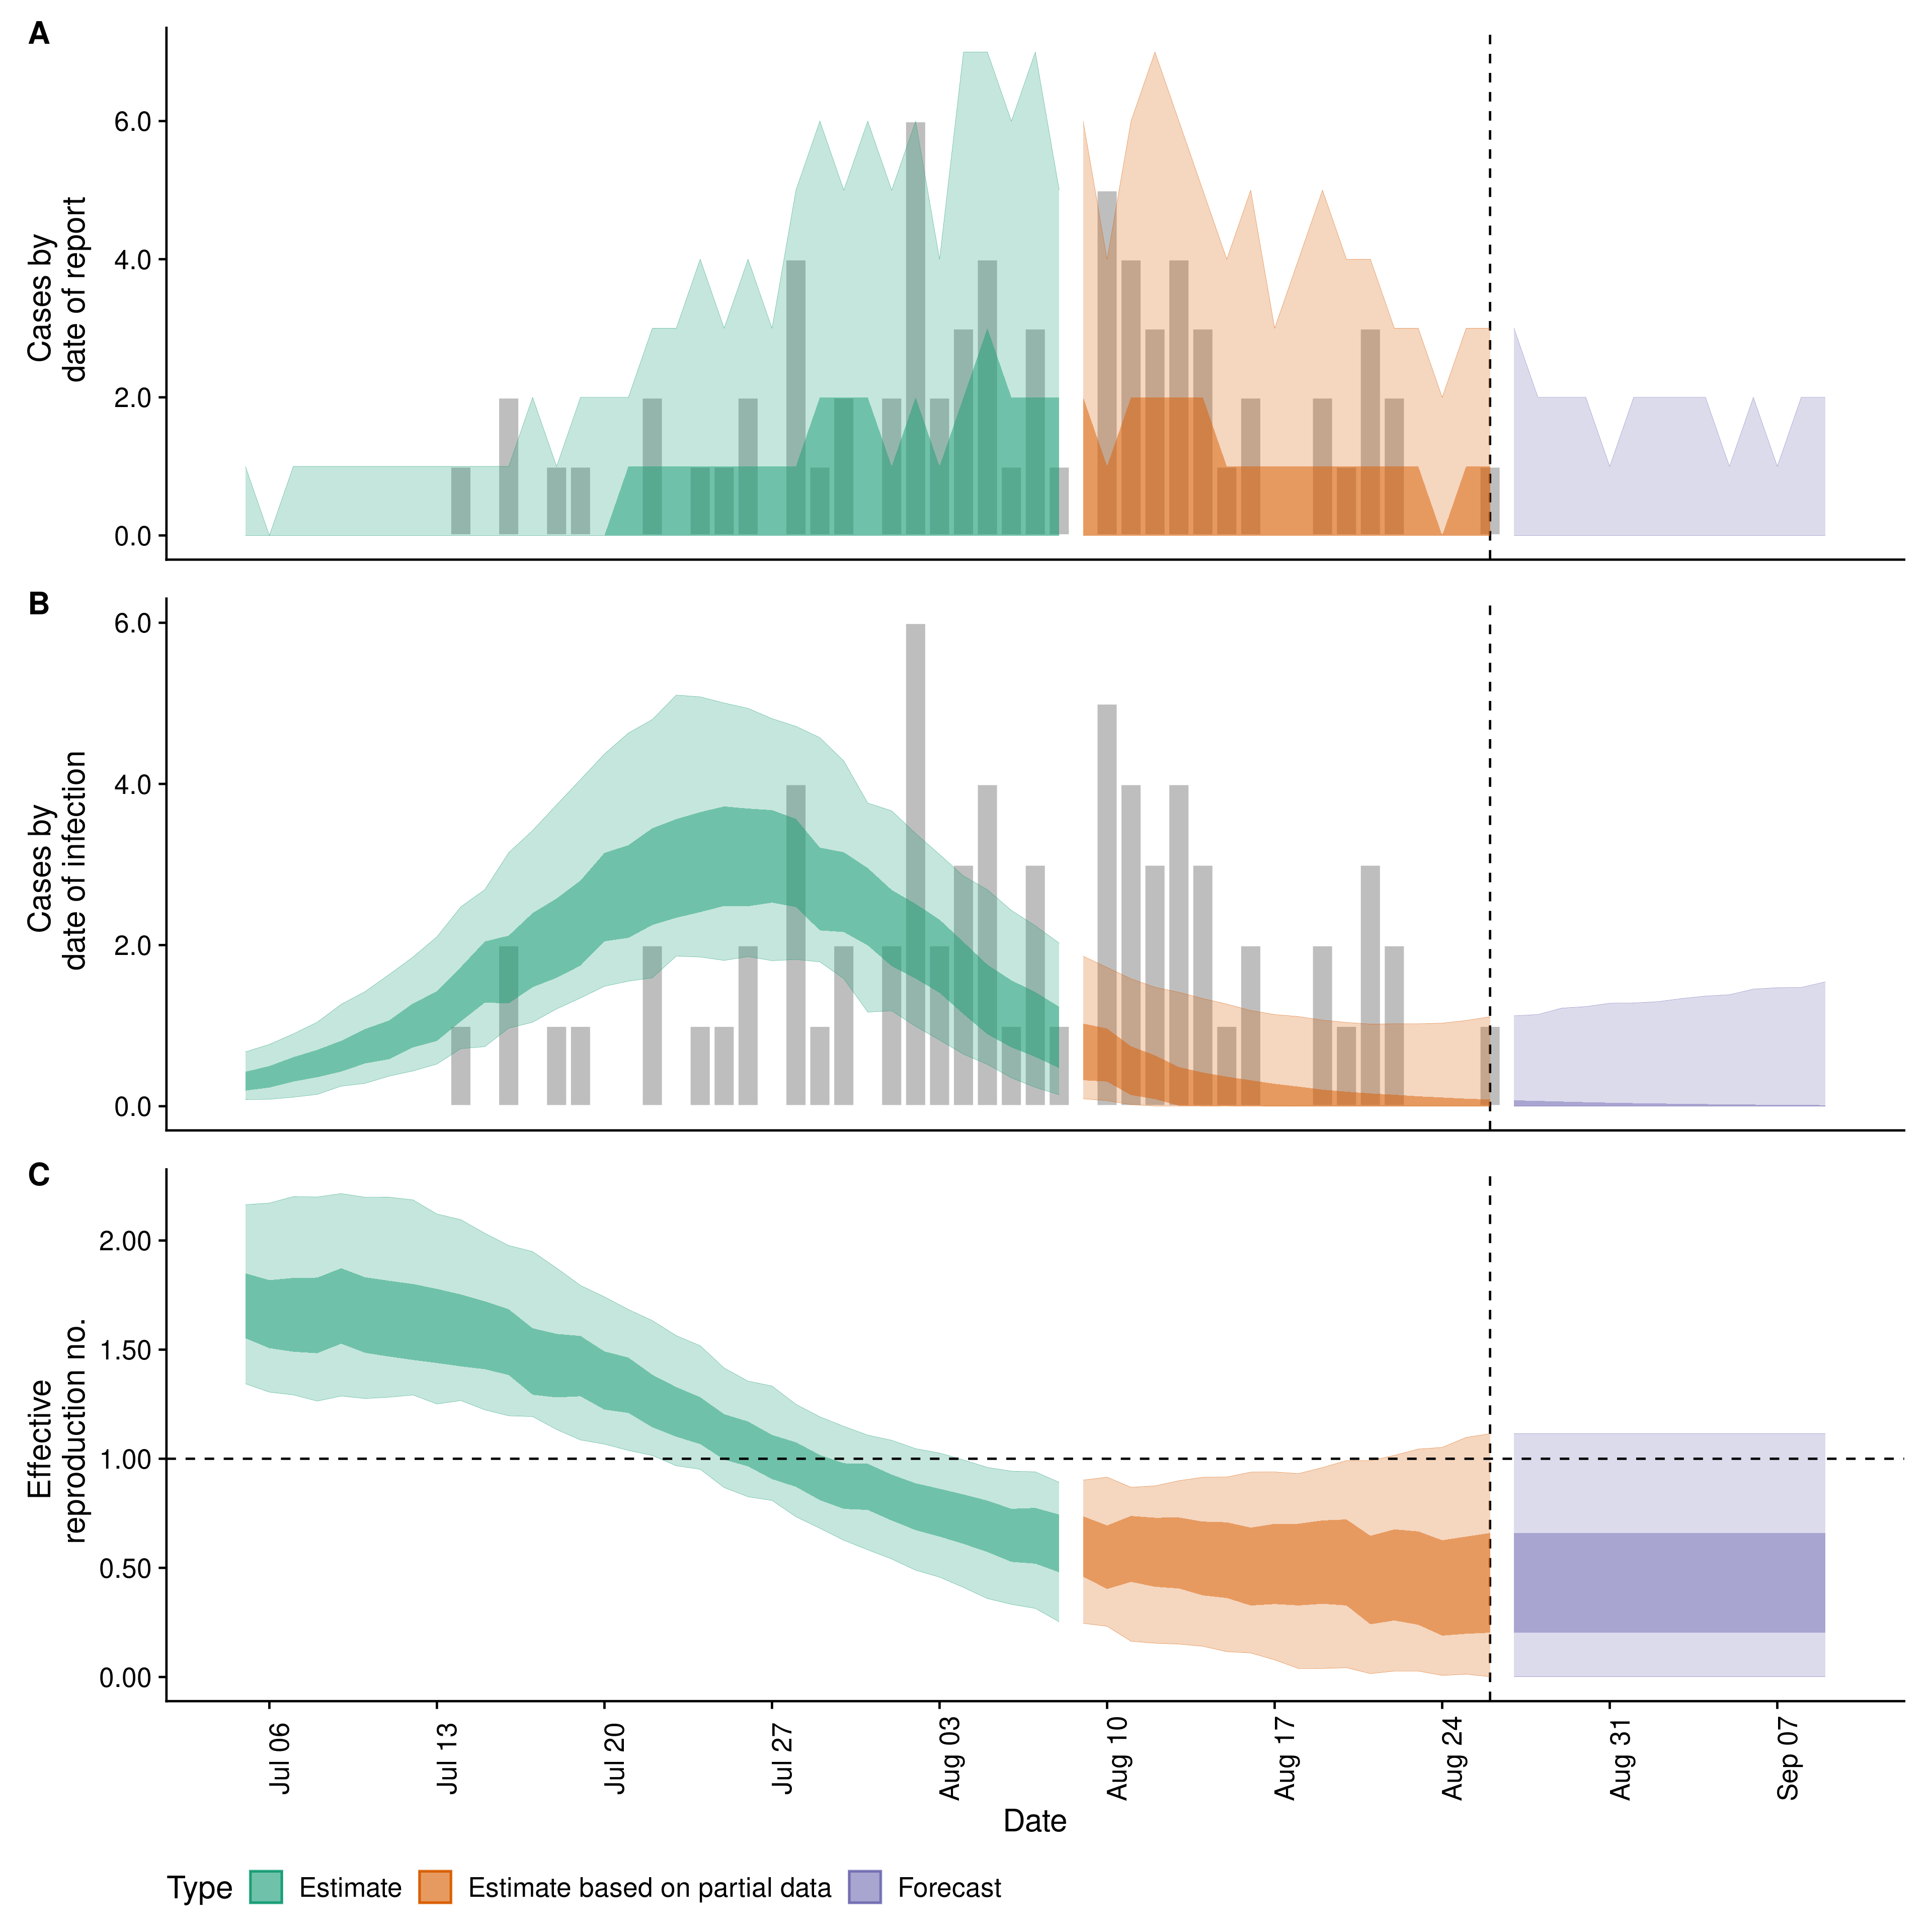 A
Cases by
date of report
6.0
4.0
2.0
0.0
B
Cases by
date of infection
6.0
4.0
2.0
0.0
C
Effective
reproduction no.
2.00
1.50
1.00
0.50
0.00
Jul 06
Jul 13
Jul 20
Jul 27
Aug 03
Aug 10
Aug 17
Aug 24
Aug 31
Sep 07
Date
Type Estimate Estimate based on partial data Forecast